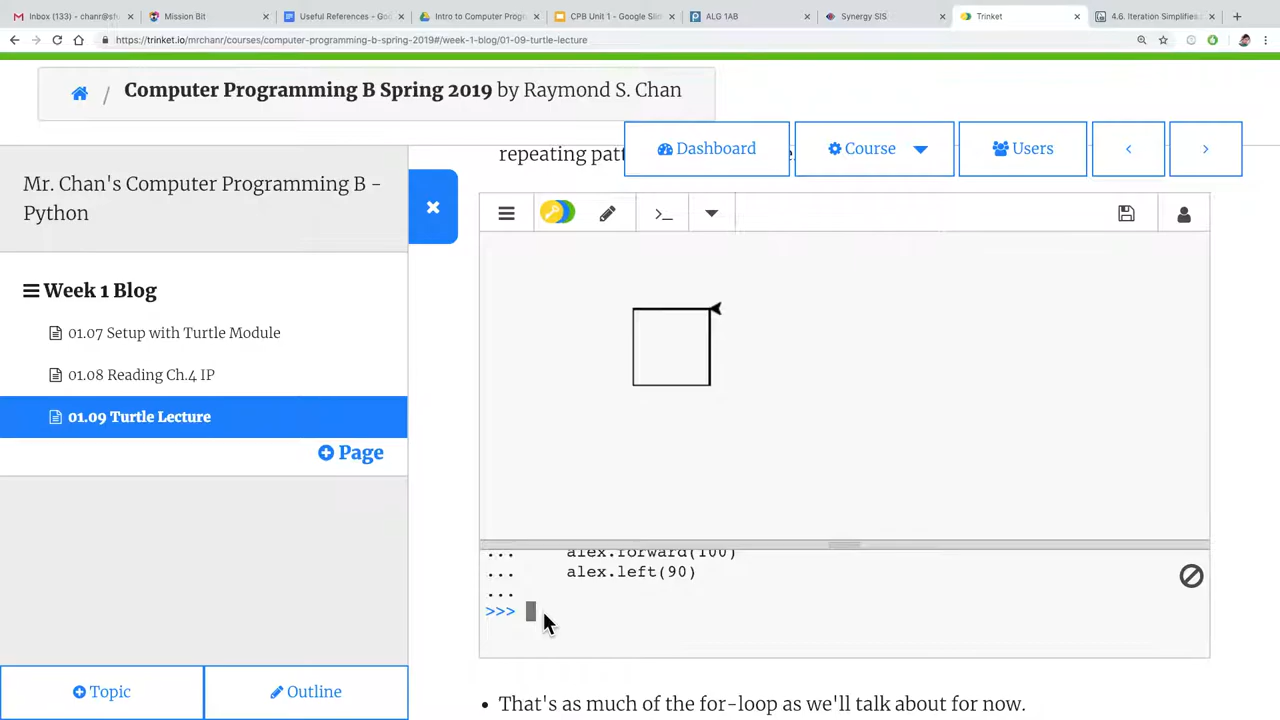 Inbox (133) - chanr@sf
Mission Bit
Useful References - Goo
Intro to Computer Progr
CPB Unit 1 - Google Slid
ALG 1AB
Synergy SIS
Trinket
4.6. Iteration Simplifies
https://trinket.io/mrchanr/courses/computer-programming-b-spring-2019#/week-1-blog/01-09-turtle-lecture
/ Computer Programming B Spring 2019 by Raymond S. Chan
Dashboard
Course
Users
repeating
Mr. Chan's Computer Programming B -
Python
Week 1 Blog
01.07 Setup with Turtle Module
01.08 Reading Ch.4 IP
01.09 Turtle Lecture
Page
Topic
Outline
>_
... alex.forward(100)
... alex.left(90)
...
>>>
• That's as much of the for-loop as we'll talk about for now.